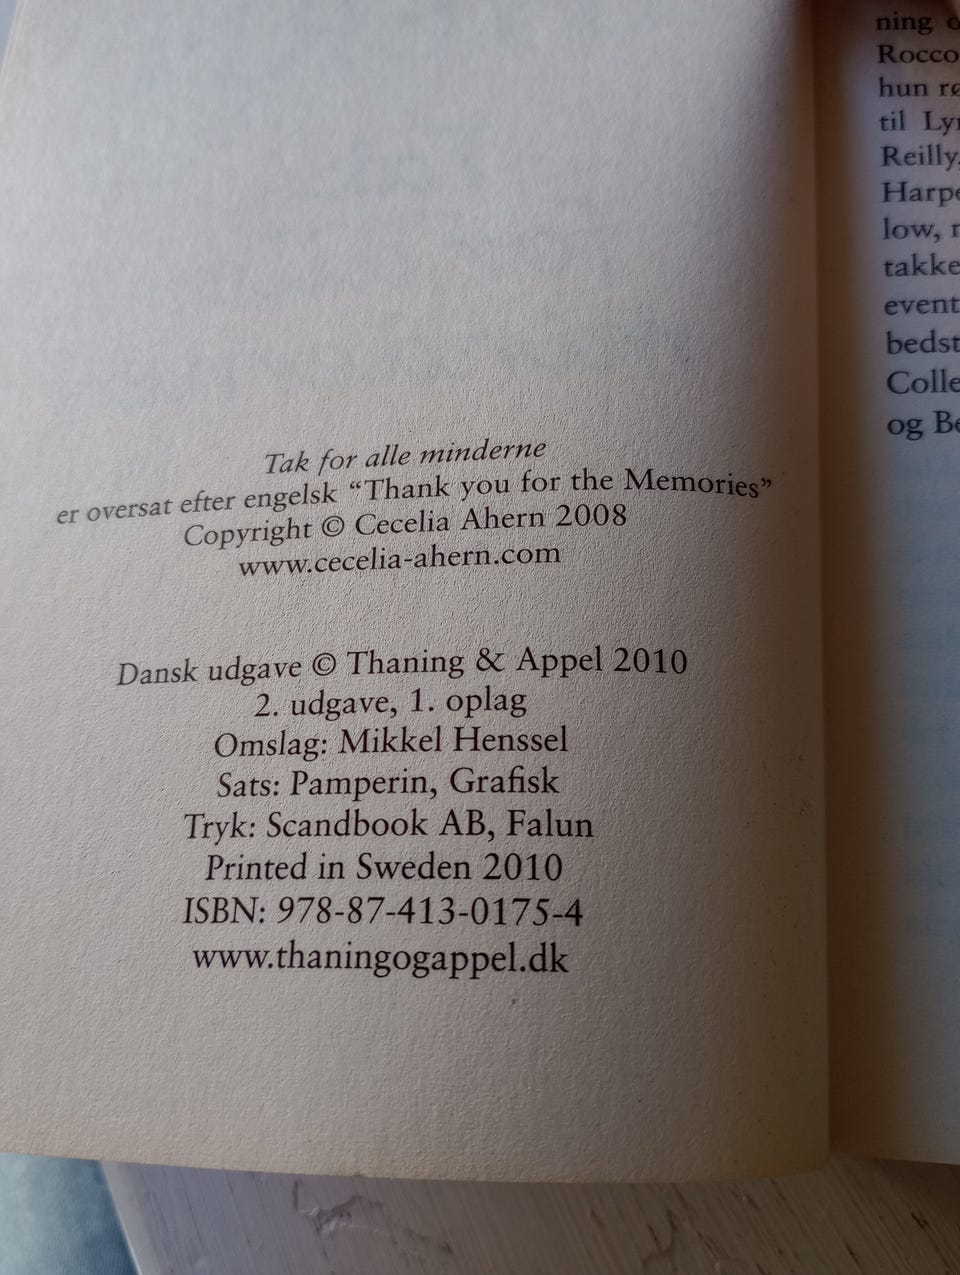 Tak for alle minderne
er oversat efter engelsk “Thank you for the Memories”
Copyright © Cecelia Ahern 2008
www.cecelia-ahern.com
Dansk udgave © Thaning & Appel 2010
2. udgave, 1. oplag
Omslag: Mikkel Henssel
Sats: Pamperin, Grafisk
Tryk: Scandbook AB, Falun
Printed in Sweden 2010
ISBN: 978-87-413-0175-4
www.thaningogappel.dk
ning
Rocco
hun
til
Reilly,
low,
og